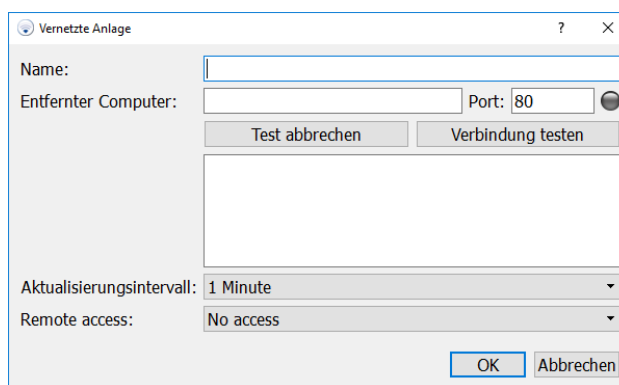 Vernetzte Anlage ?
Name:
Entfernter Computer: Port: 80
Test abbrechen Verbindung testen
Aktualisierungsintervall: 1 Minute
Remote access: No access
OK Abbrechen